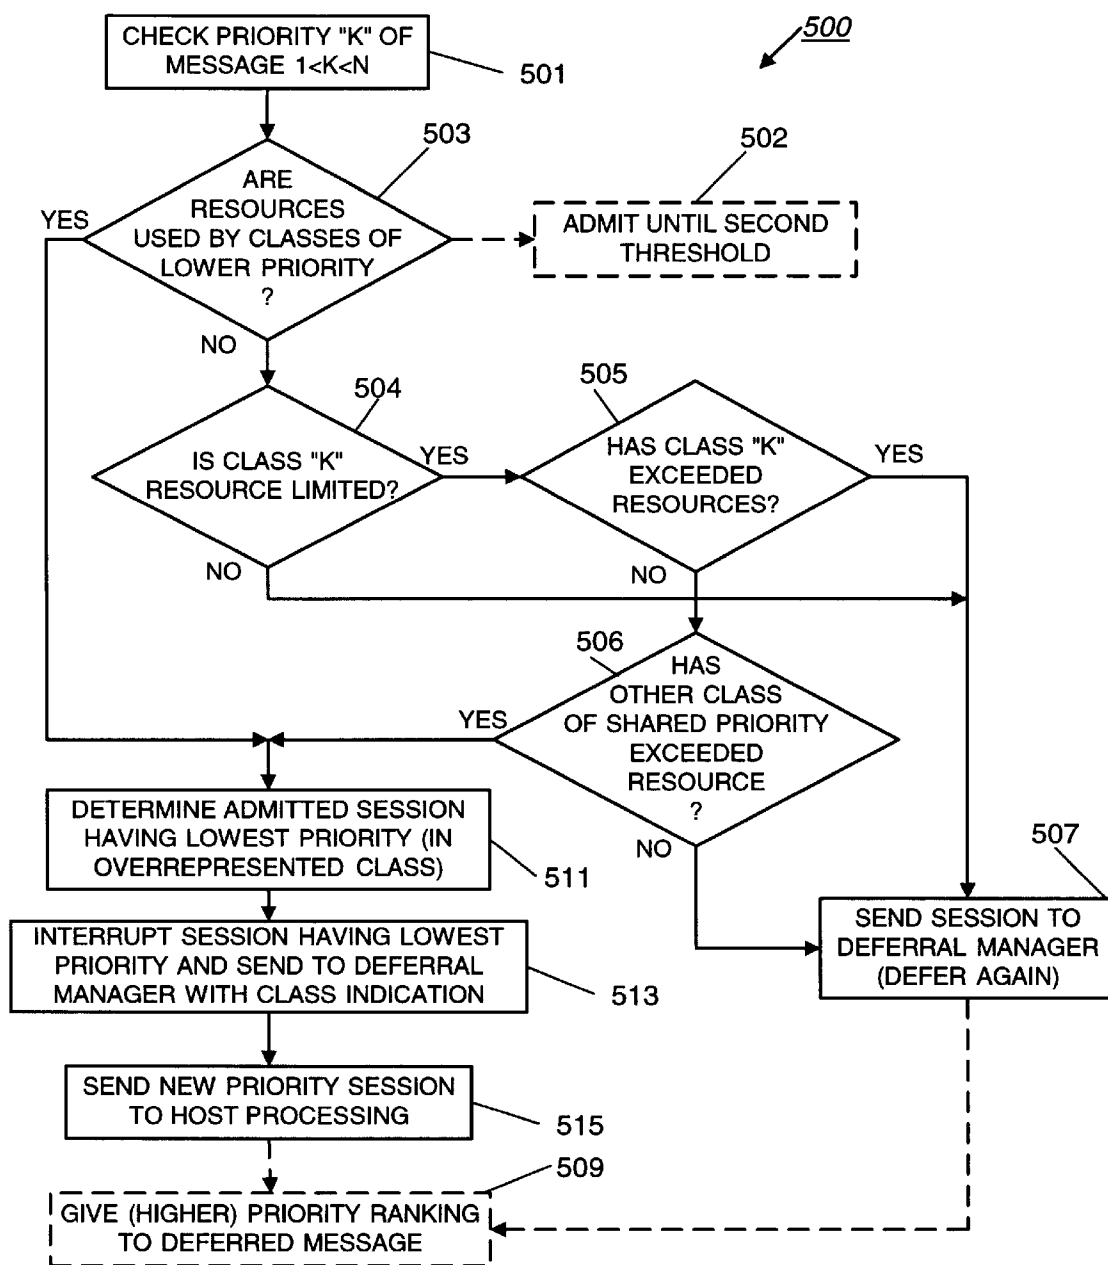 500
CHECK PRIORITY "K" OF
MESSAGE 1<K<N
501
503
502
ARE
RESOURCES
USED BY CLASSES OF
LOWER PRIORITY
?
YES
ADMIT UNTIL SECOND
THRESHOLD
NO
504
505
IS CLASS "K"
RESOURCE LIMITED?
YES
HAS CLASS "K"
EXCEEDED
RESOURCES?
YES
NO
NO
506
HAS
OTHER CLASS
OF SHARED PRIORITY
EXCEEDED
RESOURCE
?
YES
NO
DETERMINE ADMITTED SESSION
HAVING LOWEST PRIORITY (IN
OVERREPRESENTED CLASS)
511
507
SEND SESSION TO
DEFERRAL MANAGER
(DEFER AGAIN)
INTERRUPT SESSION HAVING LOWEST
PRIORITY AND SEND TO DEFERRAL
MANAGER WITH CLASS INDICATION
513
SEND NEW PRIORITY SESSION
TO HOST PROCESSING
515
509
GIVE (HIGHER) PRIORITY RANKING
TO DEFERRED MESSAGE